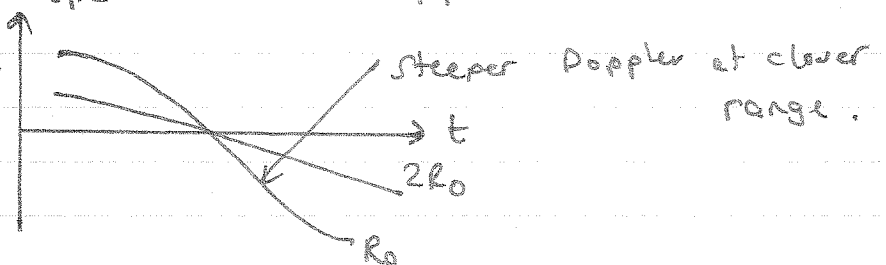 Steeper Doppler at closer
range.
t
2R₀
R₀